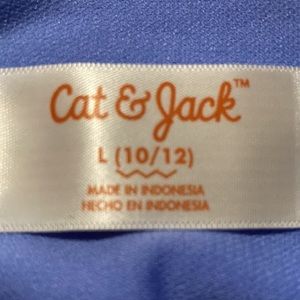 Cat & Jack™
L (10/12)
MADE IN INDONESIA
HECHO EN INDONESIA